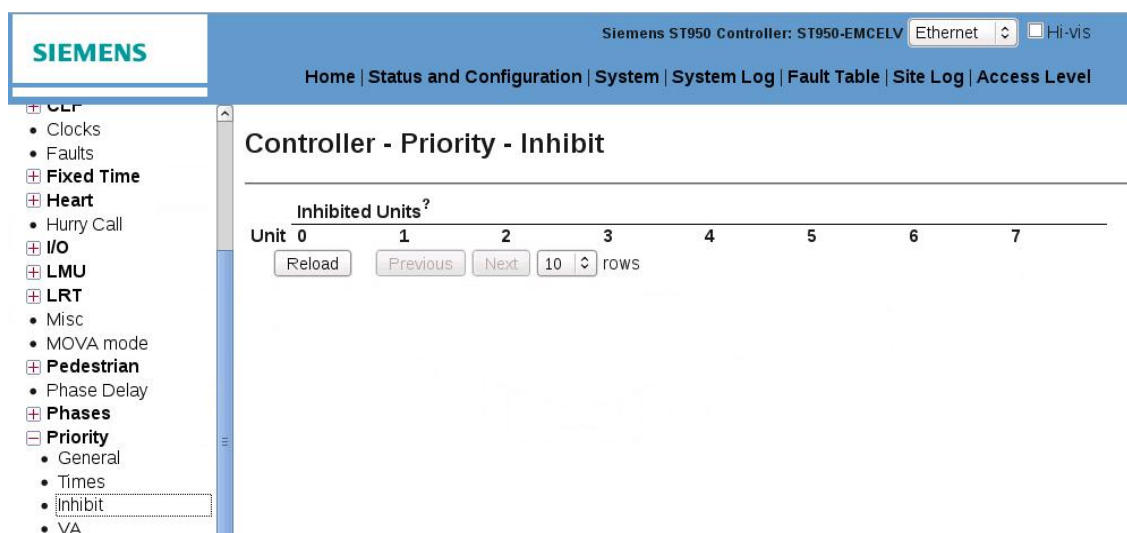 SIEMENS
Siemens ST950 Controller: ST950-EMCELV Ethernet Hi-vis
Home | Status and Configuration | System | System Log | Fault Table | Site Log | Access Level
CLF
Clocks
Faults
Fixed Time
Heart
Hurry Call
I/O
LMU
LRT
Misc
MOVA mode
Pedestrian
Phase Delay
Phases
Priority
General
Times
Inhibit
VA
Controller - Priority - Inhibit
Inhibited Units?
Unit 0 1 2 3 4 5 6 7
Reload Previous Next 10 rows